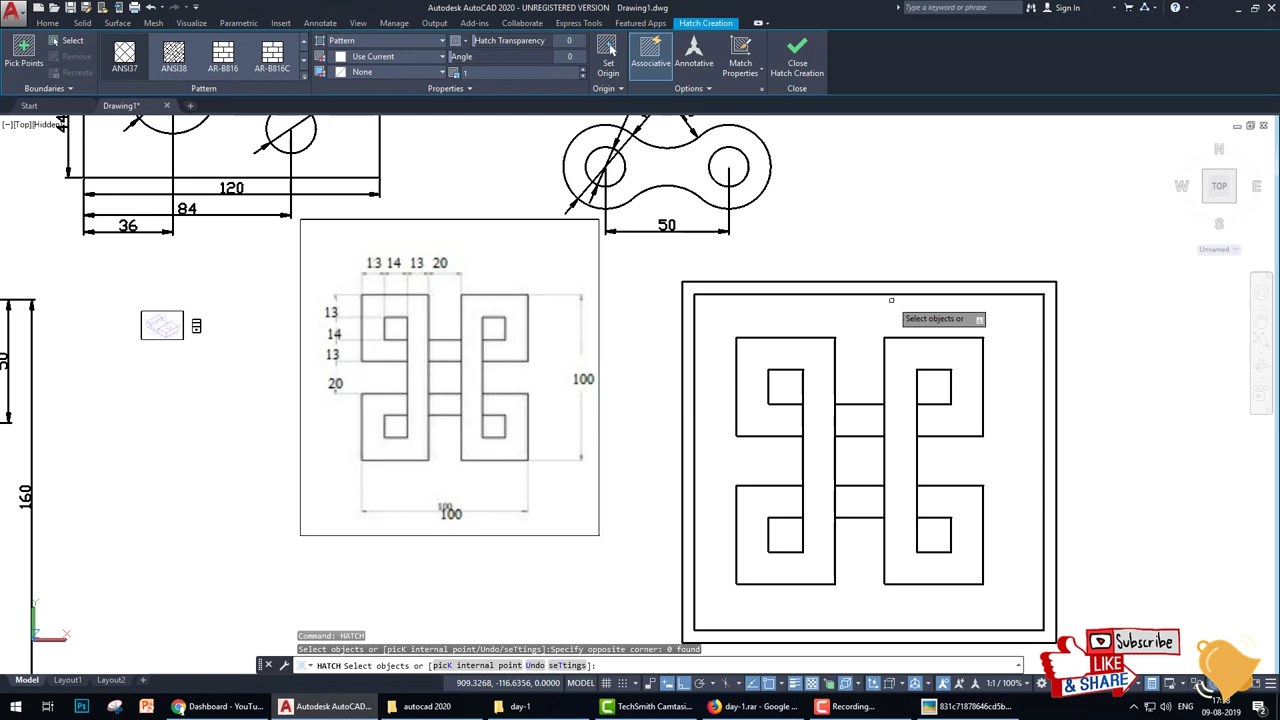 Autodesk AutoCAD 2020 - UNREGISTERED VERSION Drawing1.dwg
Type a keyword or phrase
Sign In
Home Solid Surface Mesh Visualize Parametric Insert Annotate View Manage Output Add-ins Collaborate Express Tools Featured Apps Hatch Creation
Pick Points
Select
Remove
Recreate
Boundaries
ANSI37
ANSI38
AR-B816
AR-B816C
Pattern
Pattern
Use Current
None
Hatch Transparency 0
Angle 0
1
Properties
Set Origin
Origin
Associative
Annotative
Match Properties
Options
Close Hatch Creation
Close
Start Drawing1*
[−][Top][Hidden]
44
120
84
36
50
N
W TOP E
S
Unnamed
13 14 13 20
13
14
13
20
100
100
100
50
160
Select objects or
Y
X
Command: HATCH
Select objects or [picK internal point/Undo/seTtings]:Specify opposite corner: 0 found
HATCH Select objects or [picK internal point Undo seTtings]:
Model Layout1 Layout2
909.3268, -116.6356, 0.0000 MODEL
1:1 / 100%
Subscribe
LIKE
& SHARE
Dashboard - YouTu...
Autodesk AutoCAD...
autocad 2020
day-1
TechSmith Camtasi...
day-1.rar - Google ...
Recording...
831c71878646cd5b...
ENG
09-08-2019